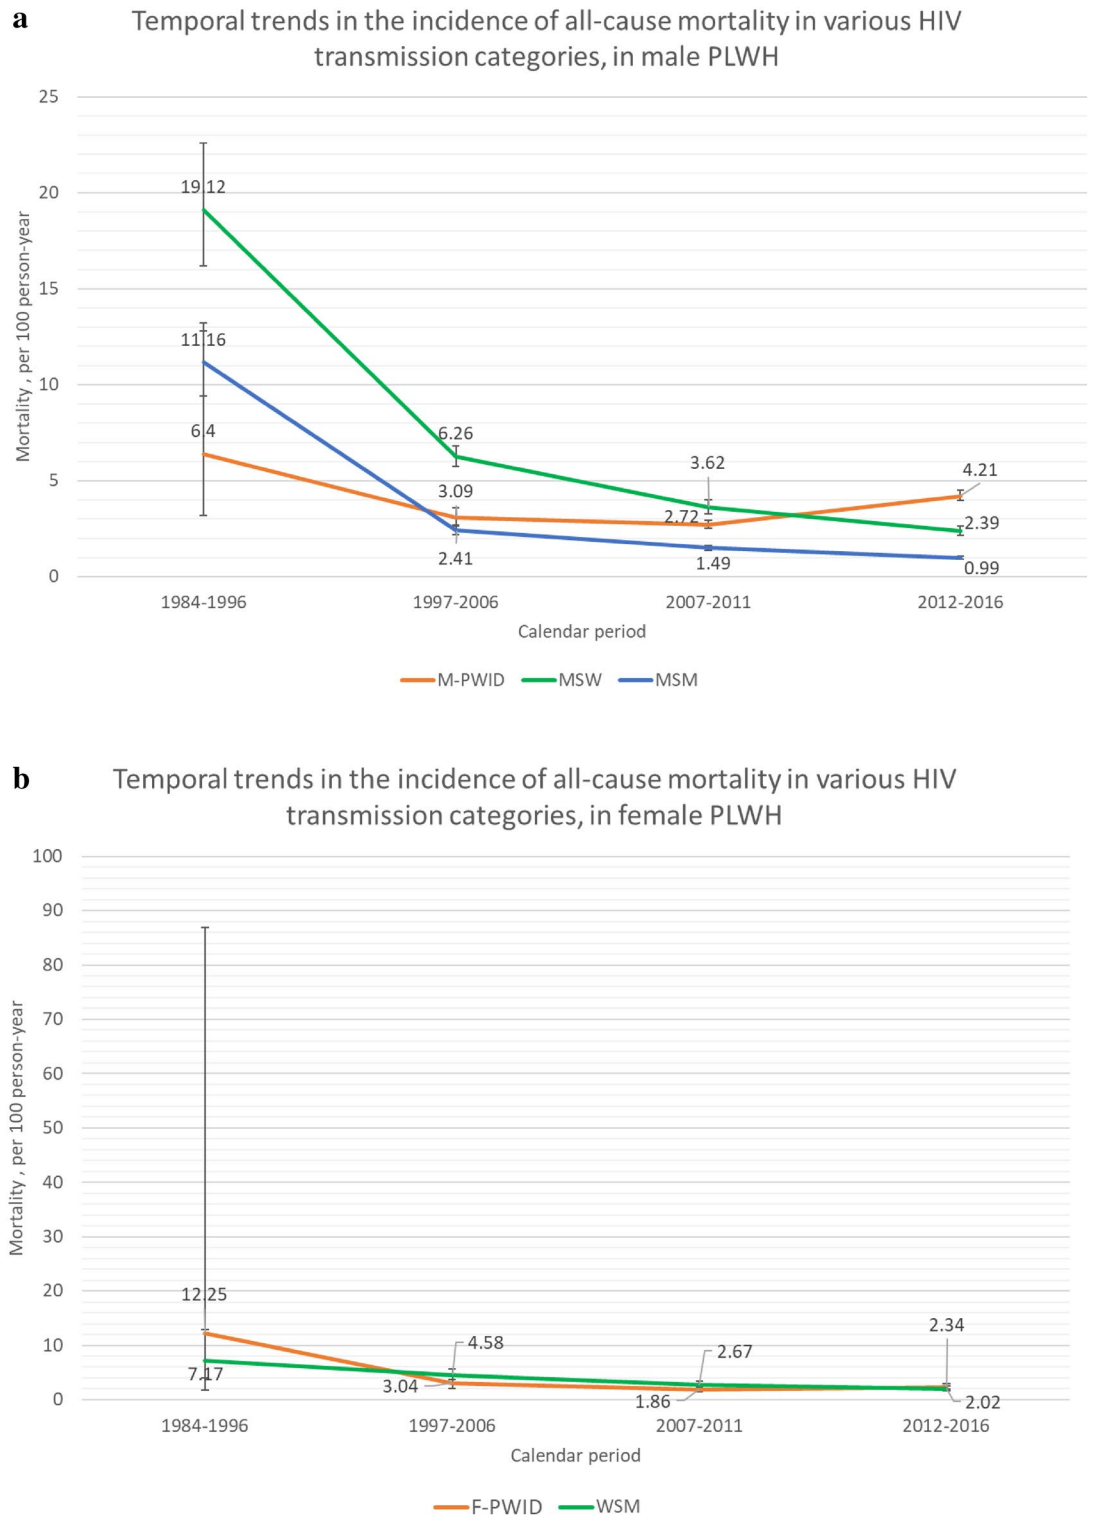 a
Temporal trends in the incidence of all-cause mortality in various HIV
transmission categories, in male PLWH
25
20
15
10
5
0
Mortality , per 100 person-year
19.12
11.16
6.4
6.26
3.09
2.41
3.62
2.72
1.49
4.21
2.39
0.99
1984-1996 1997-2006 2007-2011 2012-2016
Calendar period
M-PWID MSW MSM
b
Temporal trends in the incidence of all-cause mortality in various HIV
transmission categories, in female PLWH
100
90
80
70
60
50
40
30
20
10
0
Mortality , per 100 person-year
12.25
7.17
4.58
3.04
2.67
1.86
2.34
2.02
1984-1996 1997-2006 2007-2011 2012-2016
Calendar period
F-PWID WSM